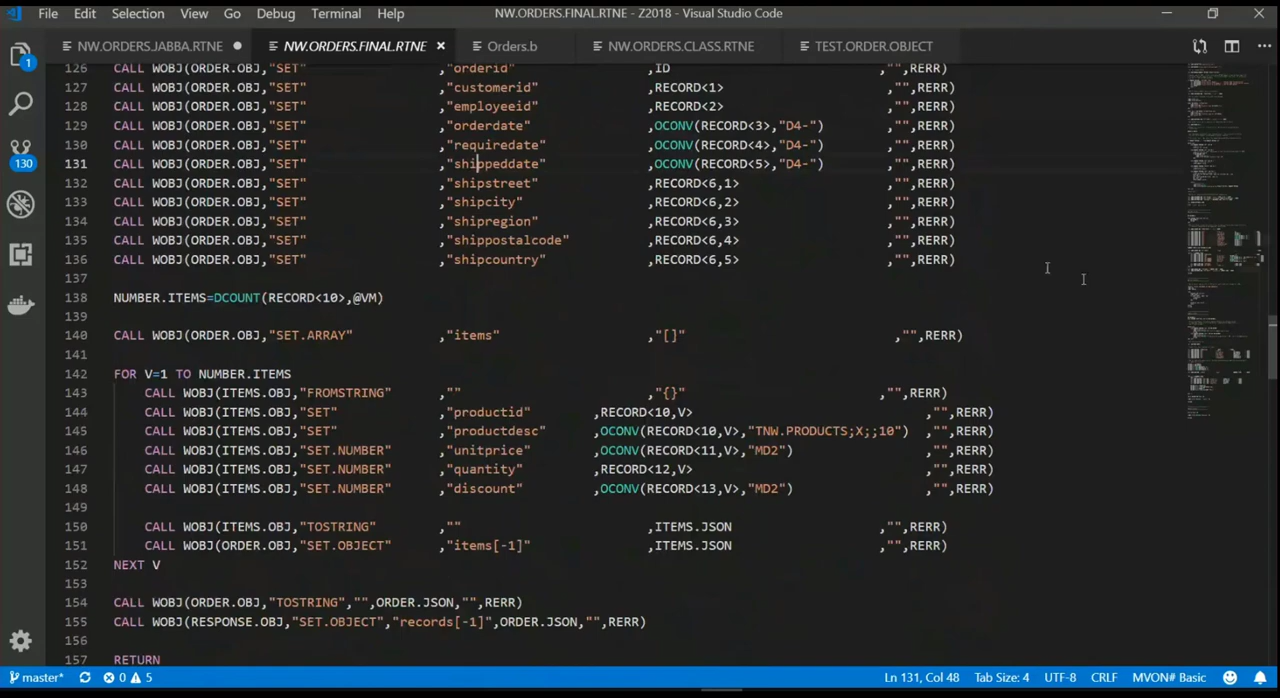 File Edit Selection View Go Debug Terminal Help NW.ORDERS.FINAL.RTNE - Z2018 - Visual Studio Code
NW.ORDERS.JABBA.RTNE NW.ORDERS.FINAL.RTNE Orders.b NW.ORDERS.CLASS.RTNE TEST.ORDER.OBJECT
1
130
126 CALL WOBJ(ORDER.OBJ,"SET" ,"orderid" ,ID ,"",RERR)
127 CALL WOBJ(ORDER.OBJ,"SET" ,"customerid" ,RECORD<1> ,"",RERR)
128 CALL WOBJ(ORDER.OBJ,"SET" ,"employeeid" ,RECORD<2> ,"",RERR)
129 CALL WOBJ(ORDER.OBJ,"SET" ,"orderdate" ,OCONV(RECORD<3>,"D4-") ,"",RERR)
130 CALL WOBJ(ORDER.OBJ,"SET" ,"requiredate" ,OCONV(RECORD<4>,"D4-") ,"",RERR)
131 CALL WOBJ(ORDER.OBJ,"SET" ,"shippeddate" ,OCONV(RECORD<5>,"D4-") ,"",RERR)
132 CALL WOBJ(ORDER.OBJ,"SET" ,"shipstreet" ,RECORD<6,1> ,"",RERR)
133 CALL WOBJ(ORDER.OBJ,"SET" ,"shipcity" ,RECORD<6,2> ,"",RERR)
134 CALL WOBJ(ORDER.OBJ,"SET" ,"shipregion" ,RECORD<6,3> ,"",RERR)
135 CALL WOBJ(ORDER.OBJ,"SET" ,"shippostalcode" ,RECORD<6,4> ,"",RERR)
136 CALL WOBJ(ORDER.OBJ,"SET" ,"shipcountry" ,RECORD<6,5> ,"",RERR)
137
138 NUMBER.ITEMS=DCOUNT(RECORD<10>,@VM)
139
140 CALL WOBJ(ORDER.OBJ,"SET.ARRAY" ,"items" ,"[]" ,"",RERR)
141
142 FOR V=1 TO NUMBER.ITEMS
143 CALL WOBJ(ITEMS.OBJ,"FROMSTRING" ,"" ,"{}" ,"",RERR)
144 CALL WOBJ(ITEMS.OBJ,"SET" ,"productid" ,RECORD<10,V> ,"",RERR)
145 CALL WOBJ(ITEMS.OBJ,"SET" ,"productdesc" ,OCONV(RECORD<10,V>,"TNW.PRODUCTS;X;;10") ,"",RERR)
146 CALL WOBJ(ITEMS.OBJ,"SET.NUMBER" ,"unitprice" ,OCONV(RECORD<11,V>,"MD2") ,"",RERR)
147 CALL WOBJ(ITEMS.OBJ,"SET.NUMBER" ,"quantity" ,RECORD<12,V> ,"",RERR)
148 CALL WOBJ(ITEMS.OBJ,"SET.NUMBER" ,"discount" ,OCONV(RECORD<13,V>,"MD2") ,"",RERR)
149
150 CALL WOBJ(ITEMS.OBJ,"TOSTRING" ,"" ,ITEMS.JSON ,"",RERR)
151 CALL WOBJ(ORDER.OBJ,"SET.OBJECT" ,"items[-1]" ,ITEMS.JSON ,"",RERR)
152 NEXT V
153
154 CALL WOBJ(ORDER.OBJ,"TOSTRING","",ORDER.JSON,"",RERR)
155 CALL WOBJ(RESPONSE.OBJ,"SET.OBJECT","records[-1]",ORDER.JSON,"",RERR)
156
157 RETURN
master* 0 5 Ln 131, Col 48 Tab Size: 4 UTF-8 CRLF MVON# Basic